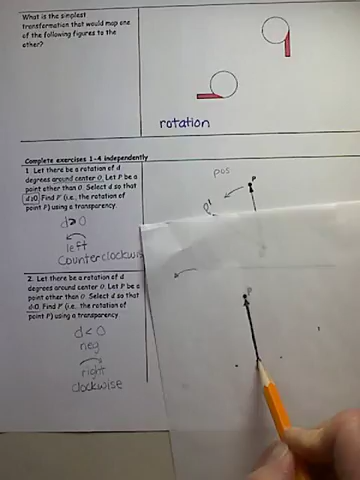 What is the simplest
transformation that would map one
of the following figures to the
other?
rotation
Complete exercises 1-4 independently
1. Let there be a rotation of d
degrees around center O. Let P be a
point other than O. Select d so that
d≥0. Find P' (i.e., the rotation of
point P) using a transparency.
d≥0
left
Counterclockwis
pos
P
P'
2. Let there be a rotation of d
degrees around center O. Let P be a
point other than O. Select d so that
d<0. Find P' (i.e., the rotation of
point P) using a transparency
d<0
neg
right
clockwise
P